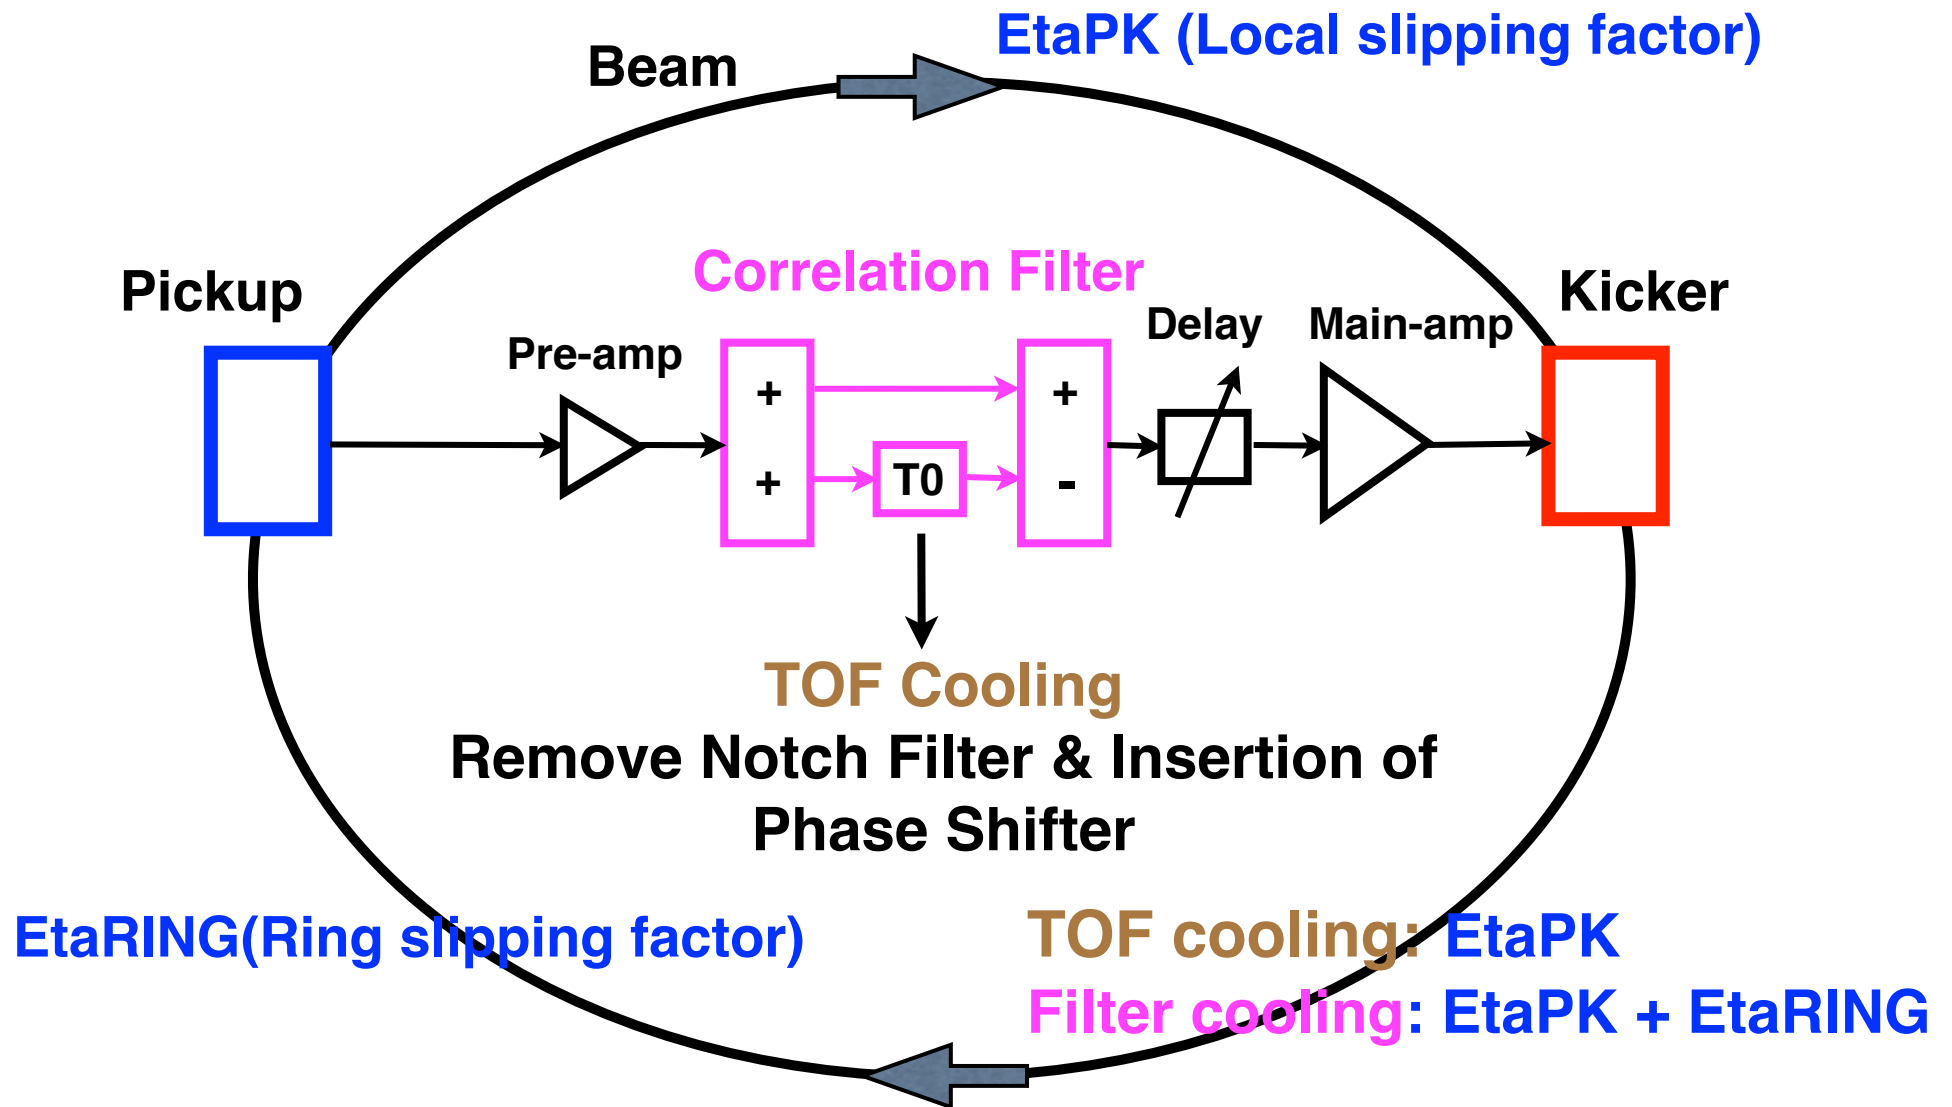 EtaPK (Local slipping factor)
Beam
Correlation Filter
Pickup
Kicker
Delay
Main-amp
Pre-amp
+
+
+
T0
-
TOF Cooling
Remove Notch Filter & Insertion of
Phase Shifter
EtaRING(Ring slipping factor)
TOF cooling: EtaPK
Filter cooling: EtaPK + EtaRING